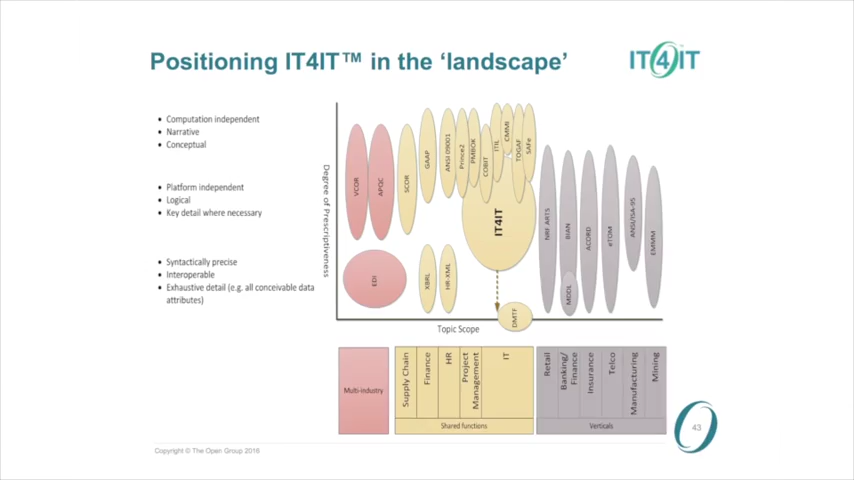 Positioning IT4IT™ in the ‘landscape’
IT4IT
• Computation independent
• Narrative
• Conceptual
• Platform independent
• Logical
• Key detail where necessary
• Syntactically precise
• Interoperable
• Exhaustive detail (e.g. all conceivable data
attributes)
Degree of Prescriptiveness
VCOR
APQC
SCOR
GAAP
ANSI 09001
Prince2
PMBOK
COBIT
ITIL
CMMI
TOGAF
SAFe
IT4IT
NRF ARTS
BIAN
ACORD
eTOM
ANSI/ISA-95
EMMM
EDI
XBRL
HR-XML
MODL
DMTF
Topic Scope
Multi-industry
Supply Chain
Finance
HR
Project
Management
IT
Shared functions
Retail
Banking/
Finance
Insurance
Telco
Manufacturing
Mining
Verticals
43
Copyright © The Open Group 2016